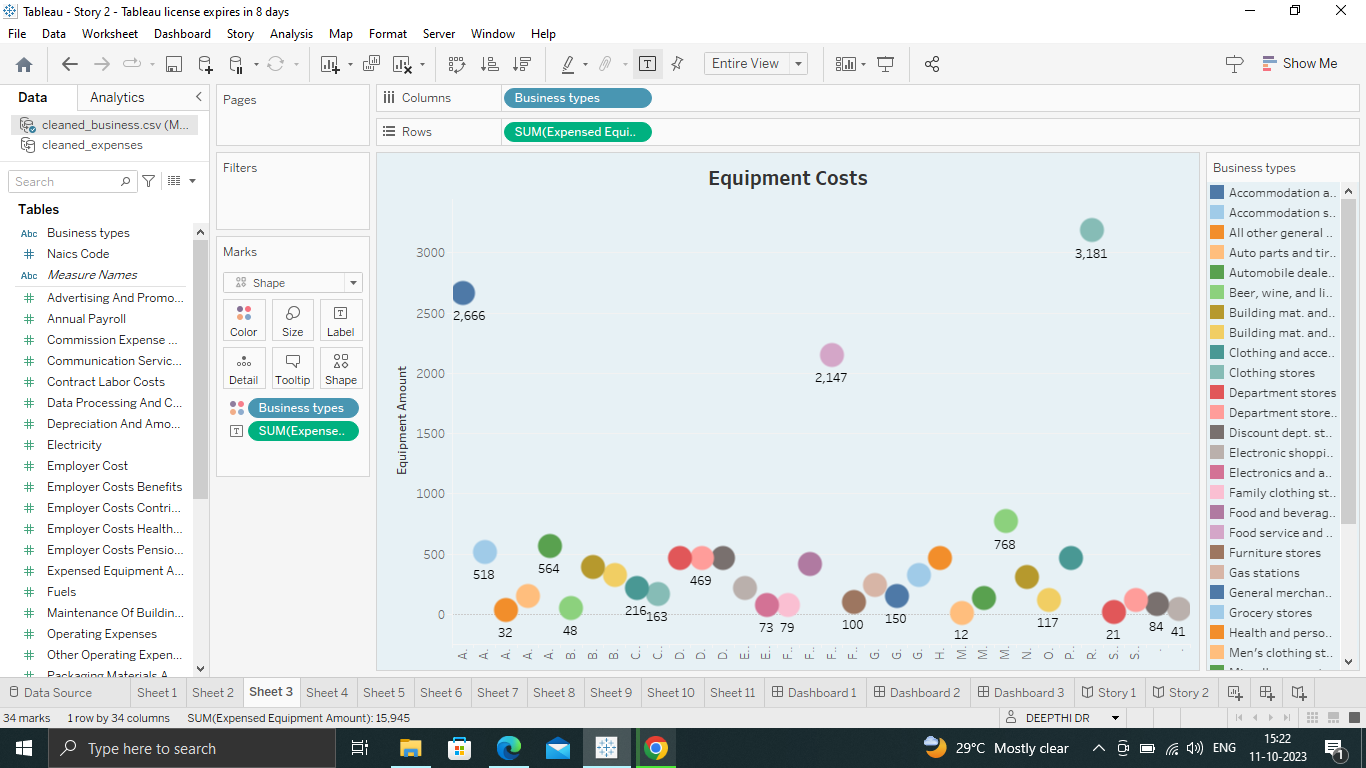 Tableau - Story 2 - Tableau license expires in 8 days
File Data Worksheet Dashboard Story Analysis Map Format Server Window Help
Entire View
Show Me
Data Analytics
cleaned_business.csv (M...
cleaned_expenses
Search
Tables
Abc Business types
# Naics Code
Abc Measure Names
# Advertising And Promo...
# Annual Payroll
# Commission Expense ...
# Communication Servic...
# Contract Labor Costs
# Data Processing And C...
# Depreciation And Amo...
# Electricity
# Employer Cost
# Employer Costs Benefits
# Employer Costs Contri...
# Employer Costs Health...
# Employer Costs Pensio...
# Expensed Equipment A...
# Fuels
# Maintenance Of Buildin...
# Operating Expenses
# Other Operating Expen...
# Packaging Materials A...
Pages
Filters
Marks
Shape
Color Size Label
Detail Tooltip Shape
Business types
SUM(Expense..
Columns Business types
Rows SUM(Expensed Equi..
Equipment Costs
Equipment Amount
3000
2500
2000
1500
1000
500
0
3,181
2,666
2,147
768
518 564 469
216 163
32 48 73 79 100 150 12 117 21 84 41
A. A. A. A. A. B. B. B. C. C. D. D. D. E. E. F. F. F. F. G. G. G. H. M. M. M. N. O. P. R. S. S. . .
Business types
Accommodation a..
Accommodation s..
All other general ..
Auto parts and tir..
Automobile deale..
Beer, wine, and li..
Building mat. and..
Building mat. and..
Clothing and acce..
Clothing stores
Department stores
Department store..
Discount dept. st..
Electronic shoppi..
Electronics and a..
Family clothing st..
Food and beverag..
Food service and ..
Furniture stores
Gas stations
General merchan..
Grocery stores
Health and perso..
Men's clothing st..
Data Source Sheet 1 Sheet 2 Sheet 3 Sheet 4 Sheet 5 Sheet 6 Sheet 7 Sheet 8 Sheet 9 Sheet 10 Sheet 11 Dashboard 1 Dashboard 2 Dashboard 3 Story 1 Story 2
34 marks 1 row by 34 columns SUM(Expensed Equipment Amount): 15,945 DEEPTHI DR
Type here to search
29°C Mostly clear
ENG
15:22
11-10-2023
1